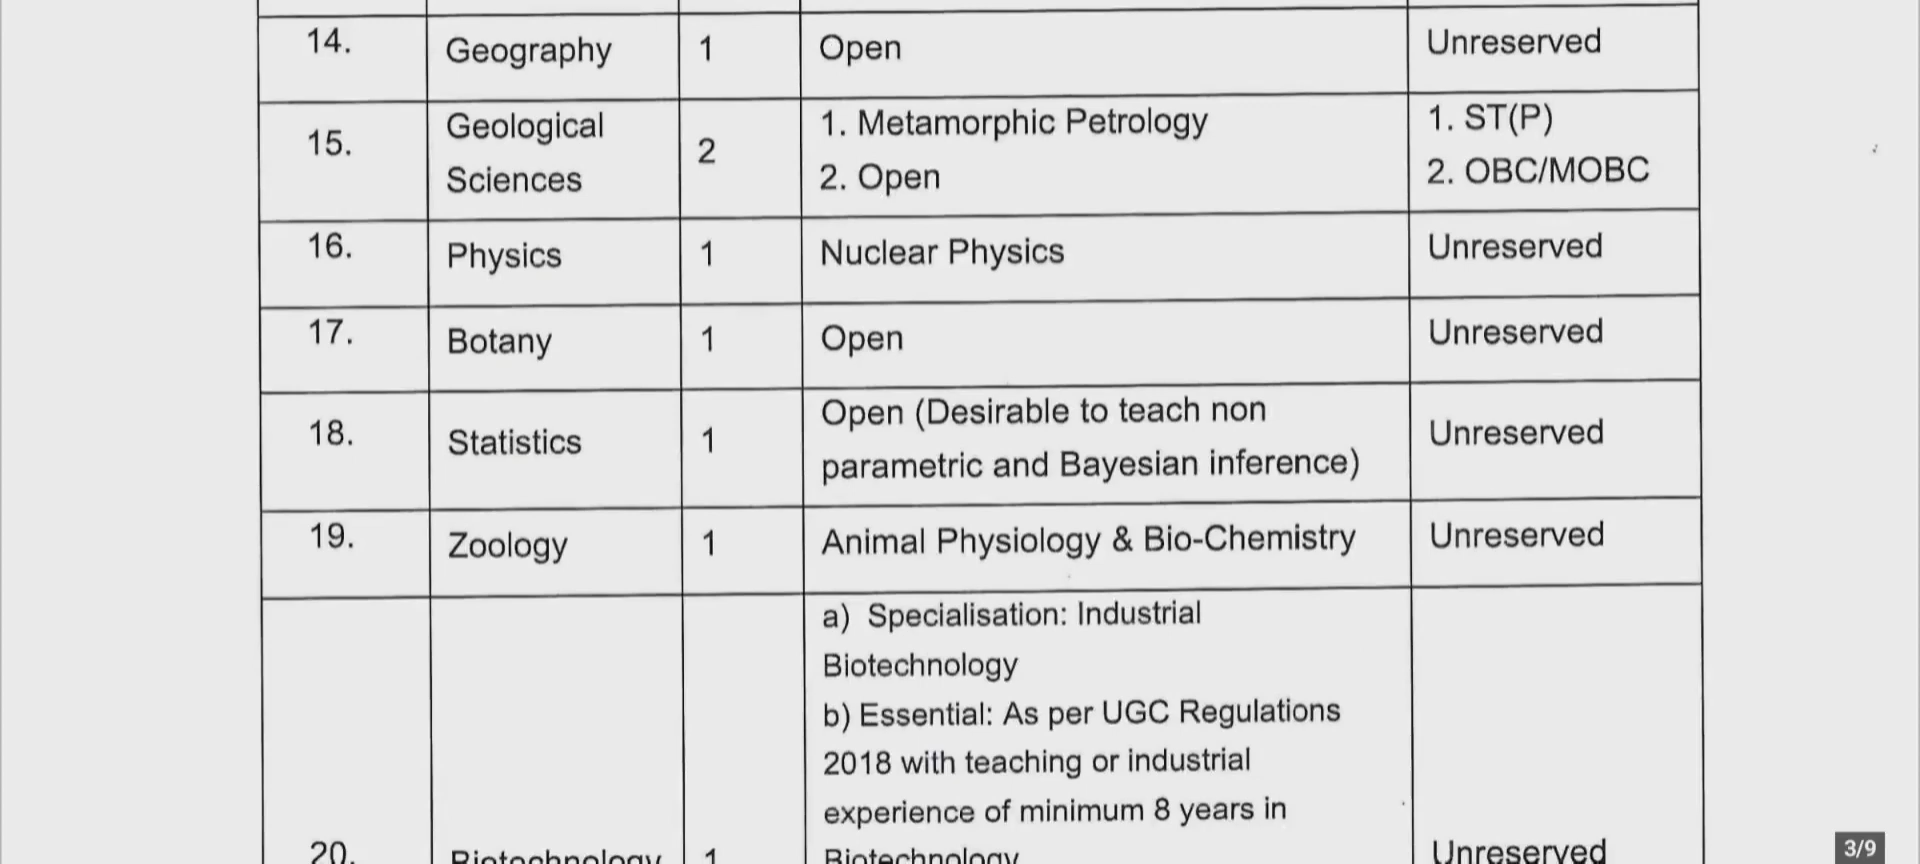 14. Geography 1 Open Unreserved
15. Geological Sciences 2 1. Metamorphic Petrology 1. ST(P)
2. Open 2. OBC/MOBC
16. Physics 1 Nuclear Physics Unreserved
17. Botany 1 Open Unreserved
18. Statistics 1 Open (Desirable to teach non
parametric and Bayesian inference) Unreserved
19. Zoology 1 Animal Physiology & Bio-Chemistry Unreserved
a) Specialisation: Industrial
Biotechnology
b) Essential: As per UGC Regulations
2018 with teaching or industrial
experience of minimum 8 years in
20. Biotechnology 1 Biotechnology Unreserved
3/9